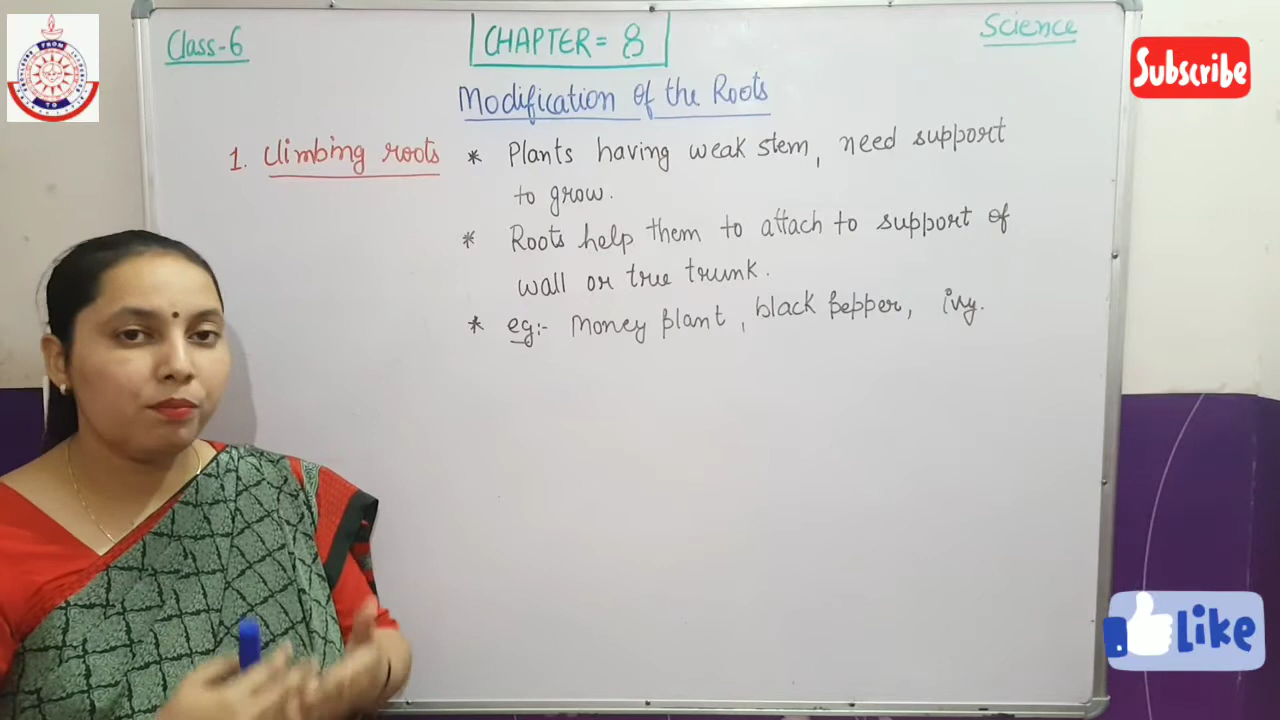 Class-6
CHAPTER = 8
Science
Modification of the Roots
1. Climbing roots * Plants having weak stem, need support
to grow.
* Roots help them to attach to support of
wall or true trunk.
* eg:- Money plant, black pepper, ivy.
Subscribe
Like